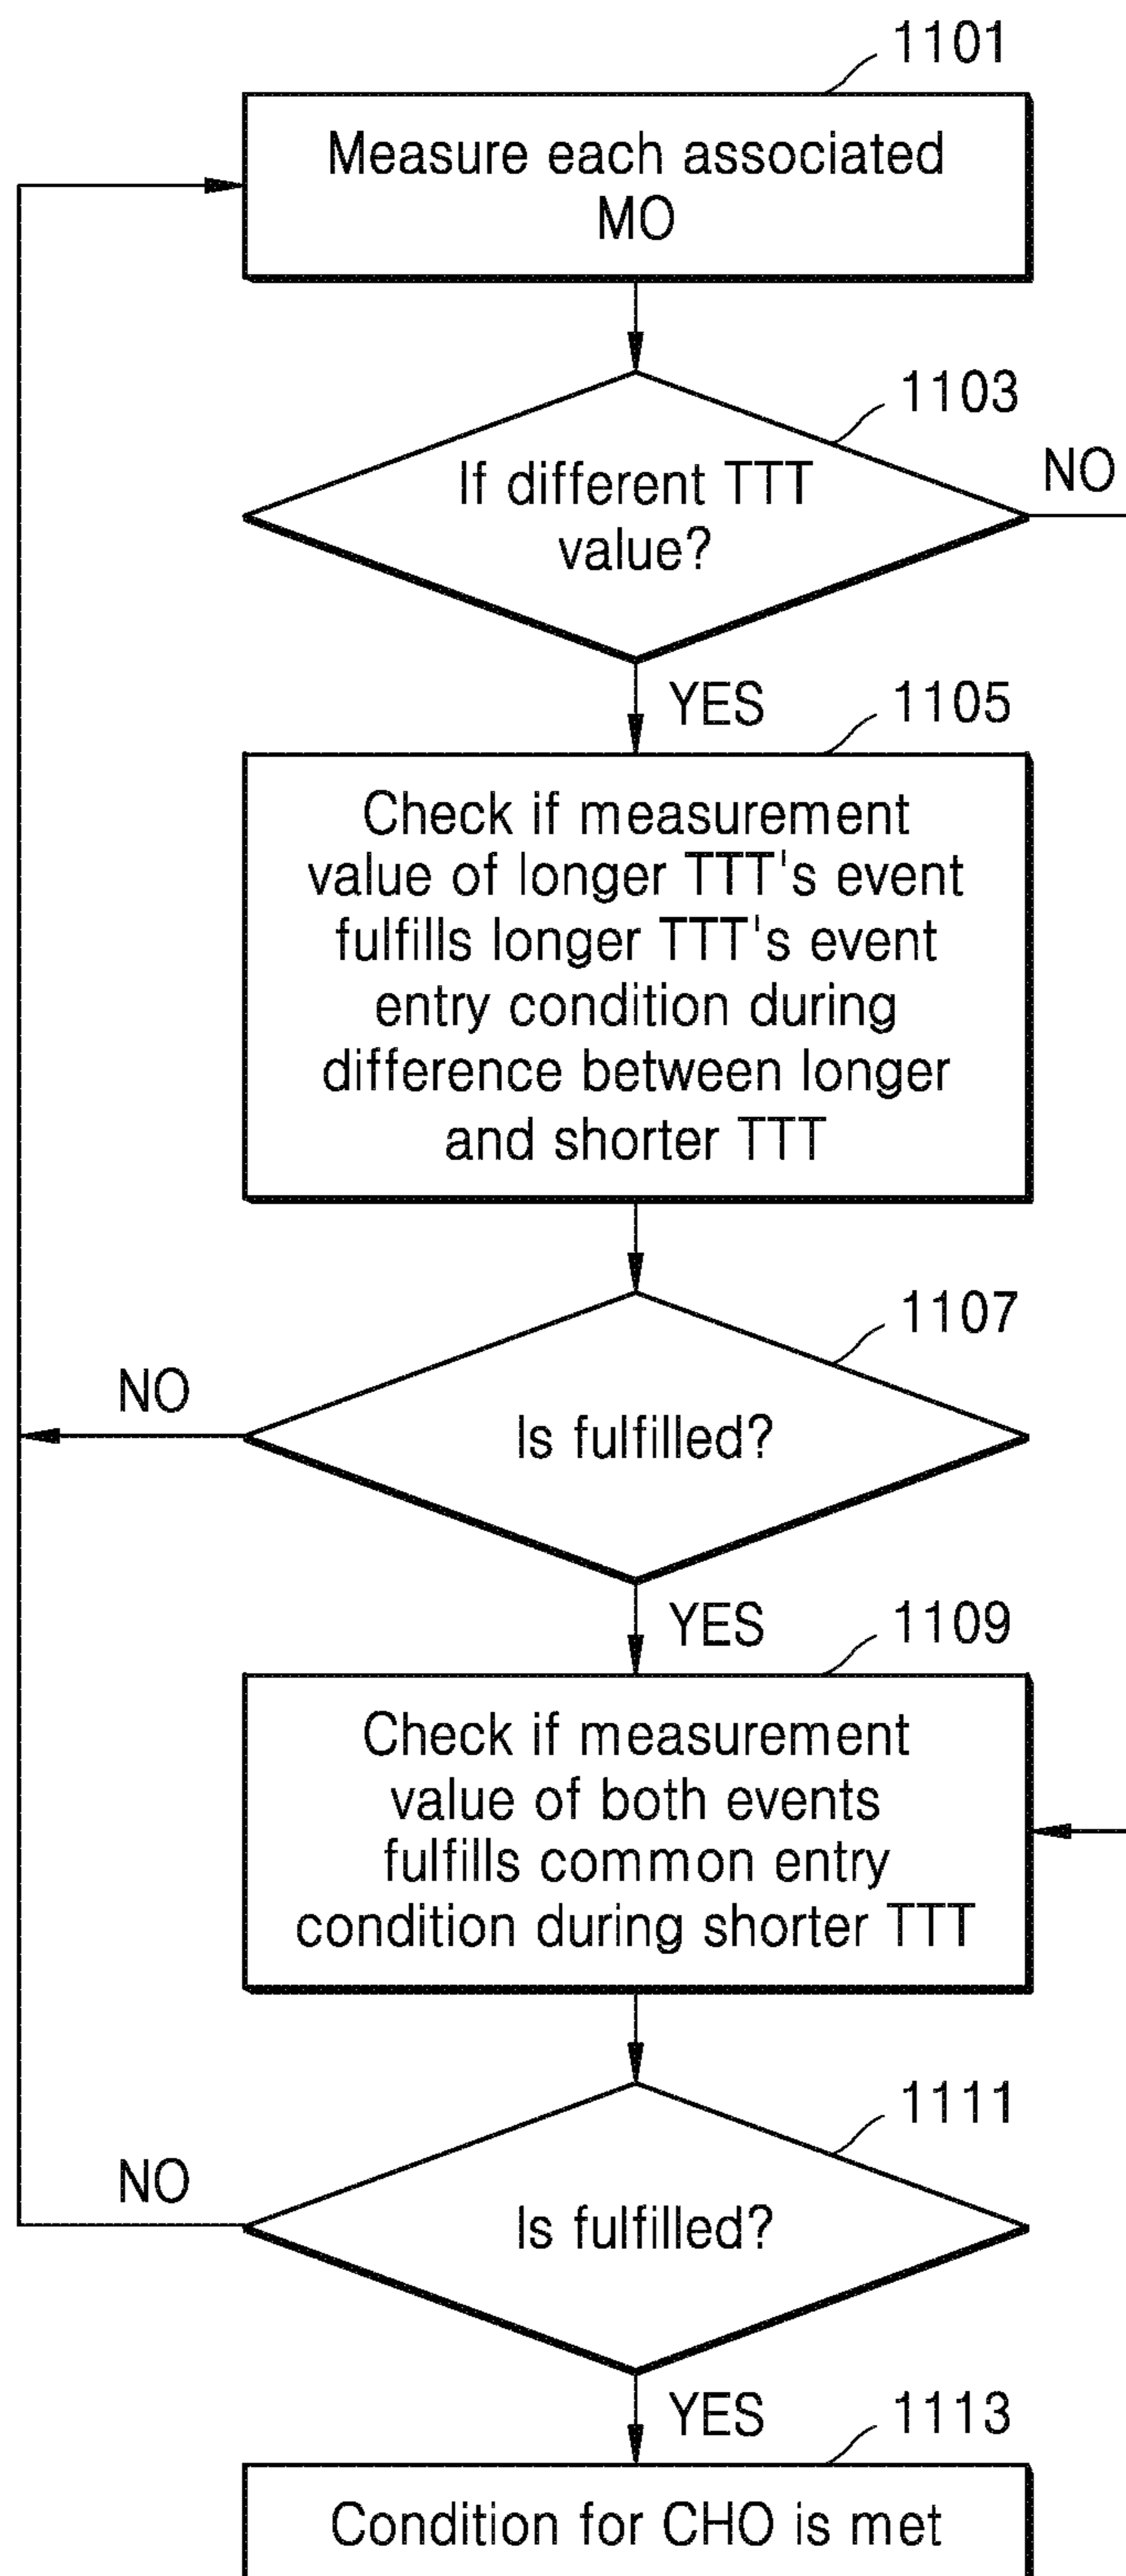 1101
Measure each associated
MO
1103
If different TTT
value?
NO
YES
1105
Check if measurement
value of longer TTT's event
fulfills longer TTT's event
entry condition during
difference between longer
and shorter TTT
1107
NO
Is fulfilled?
YES
1109
Check if measurement
value of both events
fulfills common entry
condition during shorter TTT
1111
NO
Is fulfilled?
YES
1113
Condition for CHO is met